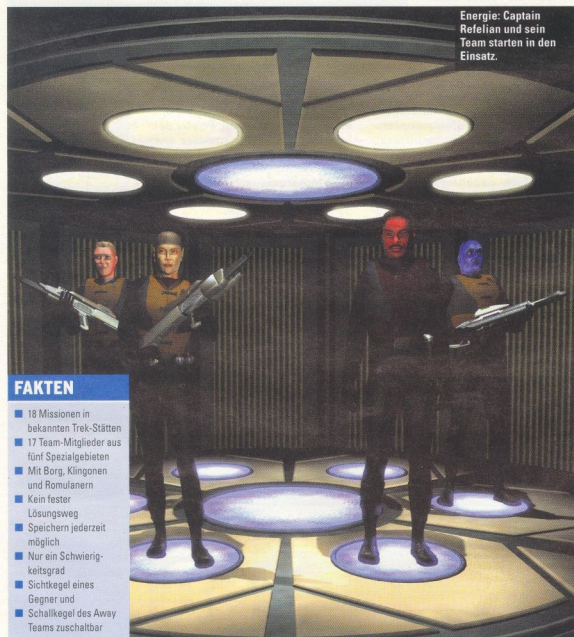 Energie: Captain
Refelian und sein
Team starten in den
Einsatz.
FAKTEN
18 Missionen in
bekannten Trek-Stätten
17 Team-Mitglieder aus
fünf Spezialgebieten
Mit Borg, Klingonen
und Romulanern
Kein fester
Lösungsweg
Speichern jederzeit
möglich
Nur ein Schwierig-
keitsgrad
Sichtkegel eines
Gegner und
Schallkegel des Away
Teams zuschaltbar